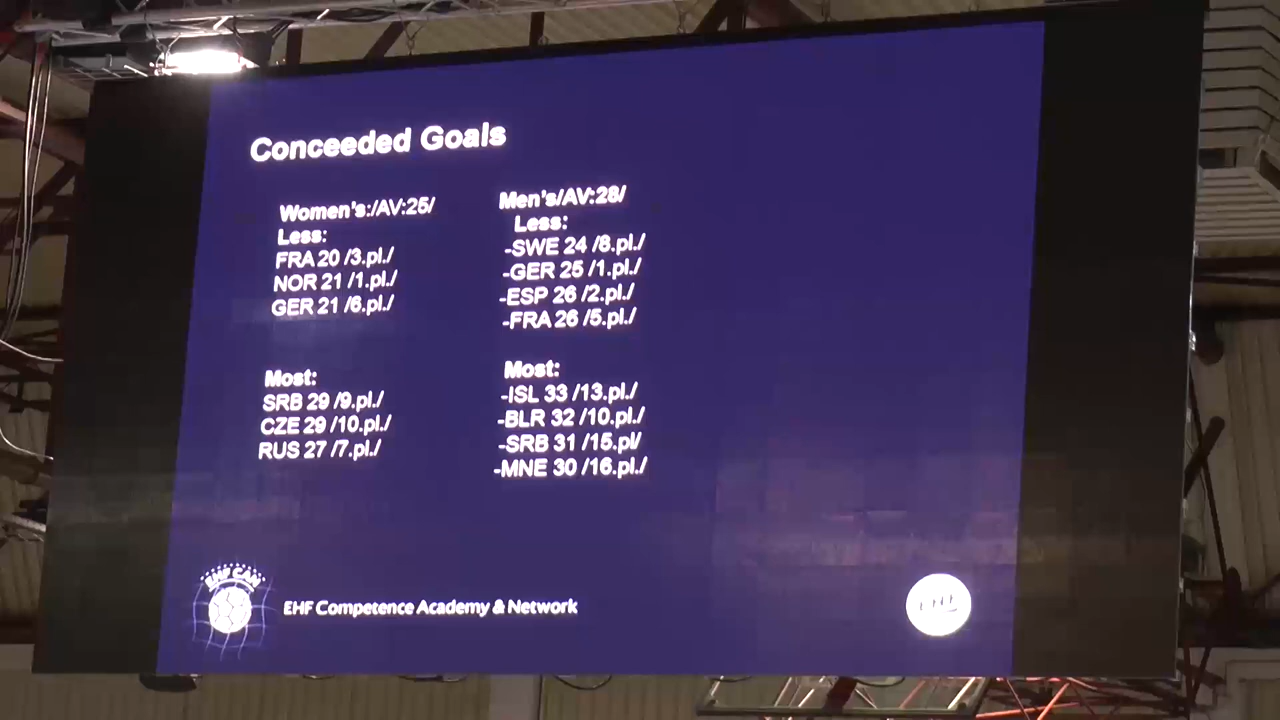 Conceeded Goals
Women's:/AV:25/
Less:
FRA 20 /3.pl./
NOR 21 /1.pl./
GER 21 /6.pl./
Most:
SRB 29 /9.pl./
CZE 29 /10.pl./
RUS 27 /7.pl./
Men's/AV:28/
Less:
-SWE 24 /8.pl./
-GER 25 /1.pl./
-ESP 26 /2.pl./
-FRA 26 /5.pl./
Most:
-ISL 33 /13.pl./
-BLR 32 /10.pl./
-SRB 31 /15.pl/
-MNE 30 /16.pl./
EHF CAN
EHF Competence Academy & Network
EHF